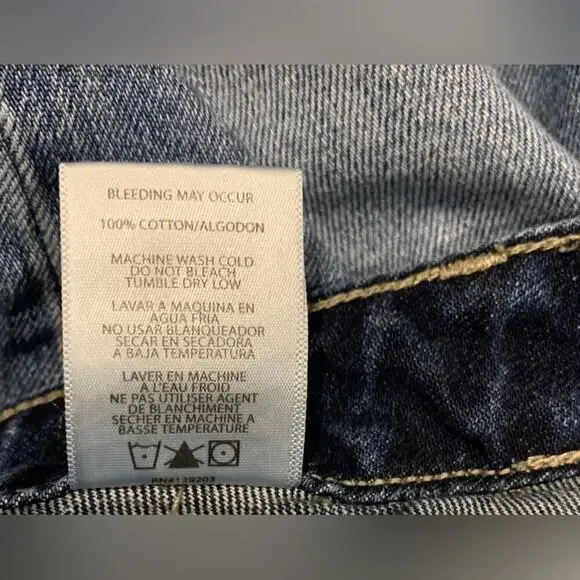 BLEEDING MAY OCCUR
100% COTTON/ALGODON
MACHINE WASH COLD
DO NOT BLEACH
TUMBLE DRY LOW
LAVAR A MAQUINA EN
AGUA FRIA
NO USAR BLANQUEADOR
SECAR EN SECADORA
A BAJA TEMPERATURA
LAVER EN MACHINE
A L'EAU FROID
NE PAS UTILISER AGENT
DE BLANCHIMENT
SECHER EN MACHINE A
BASSE TEMPERATURE
RN#139203